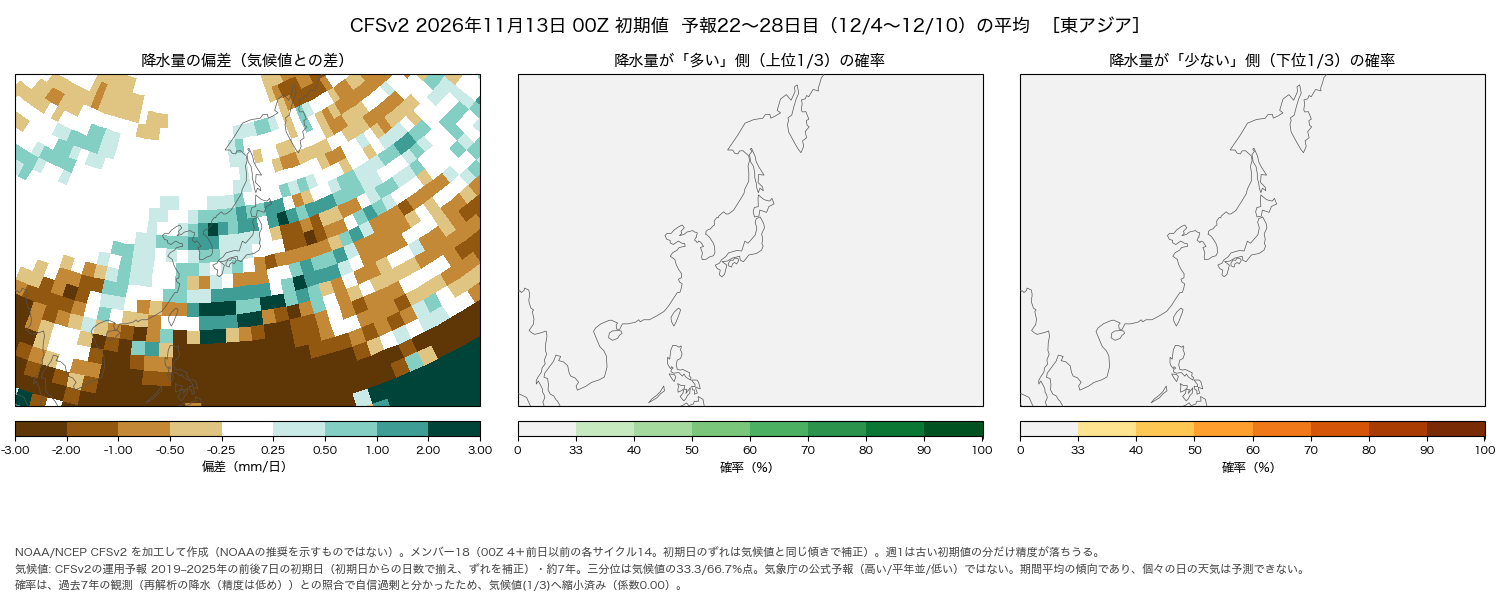 CFSv2 2026年11月13日 00Z 初期値 予報22～28日目（12/4～12/10）の平均 ［東アジア］
降水量の偏差（気候値との差）
降水量が「多い」側（上位1/3）の確率
降水量が「少ない」側（下位1/3）の確率
-3.00 -2.00 -1.00 -0.50 -0.25 0.25 0.50 1.00 2.00 3.00
偏差（mm/日）
0 33 40 50 60 70 80 90 100
確率（%）
0 33 40 50 60 70 80 90 100
確率（%）
NOAA/NCEP CFSv2 を加工して作成（NOAAの推奨を示すものではない）。メンバー18（00Z 4＋前日以前の各サイクル14。初期日のずれは気候値と同じ傾きで補正）。週1は古い初期値の分だけ精度が落ちうる。
気候値: CFSv2の運用予報 2019–2025年の前後7日の初期日（初期日からの日数で揃え、ずれを補正）・約7年。三分位は気候値の33.3/66.7%点。気象庁の公式予報（高い/平年並/低い）ではない。期間平均の傾向であり、個々の日の天気は予測できない。
確率は、過去7年の観測（再解析の降水（精度は低め））との照合で自信過剰と分かったため、気候値(1/3)へ縮小済み（係数0.00）。